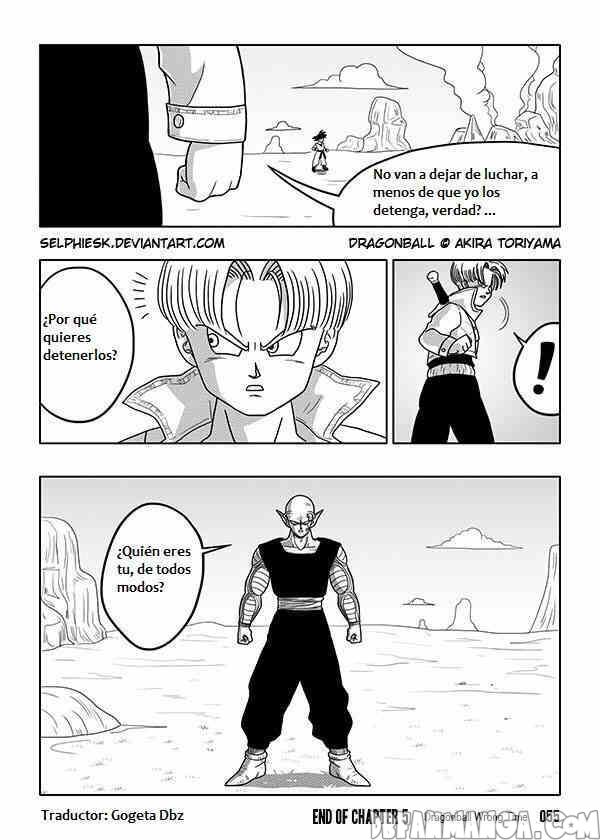 No van a dejar de luchar, a
menos de que yo los
detenga, verdad? ...
SELPHIESK.DEVIANTART.COM
DRAGONBALL © AKIRA TORIYAMA
¿Por qué
quieres
detenerlos?
!
¿Quién eres
tu, de todos
modos?
Traductor: Gogeta Dbz
END OF CHAPTER 5
Dragonball Wrong Time
055
DBFANMANGA.COM